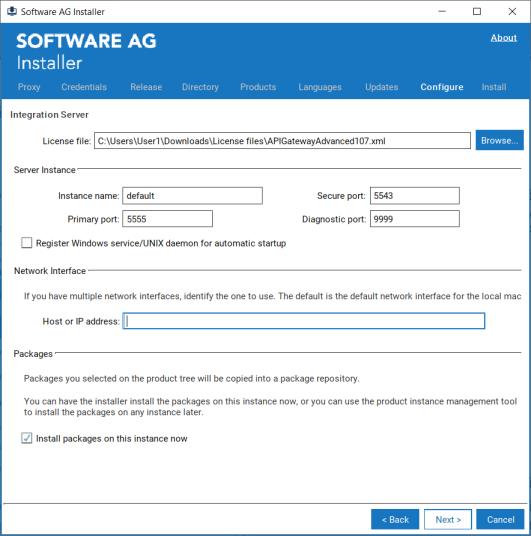 Software AG Installer
SOFTWARE AG
Installer
About
Proxy Credentials Release Directory Products Languages Updates Configure Install
Integration Server
License file: C:\Users\User1\Downloads\License files\APIGatewayAdvanced107.xml Browse...
Server Instance
Instance name: default Secure port: 5543
Primary port: 5555 Diagnostic port: 9999
Register Windows service/UNIX daemon for automatic startup
Network Interface
If you have multiple network interfaces, identify the one to use. The default is the default network interface for the local mac
Host or IP address:
Packages
Packages you selected on the product tree will be copied into a package repository.
You can have the installer install the packages on this instance now, or you can use the product instance management tool
to install the packages on any instance later.
Install packages on this instance now
< Back Next > Cancel